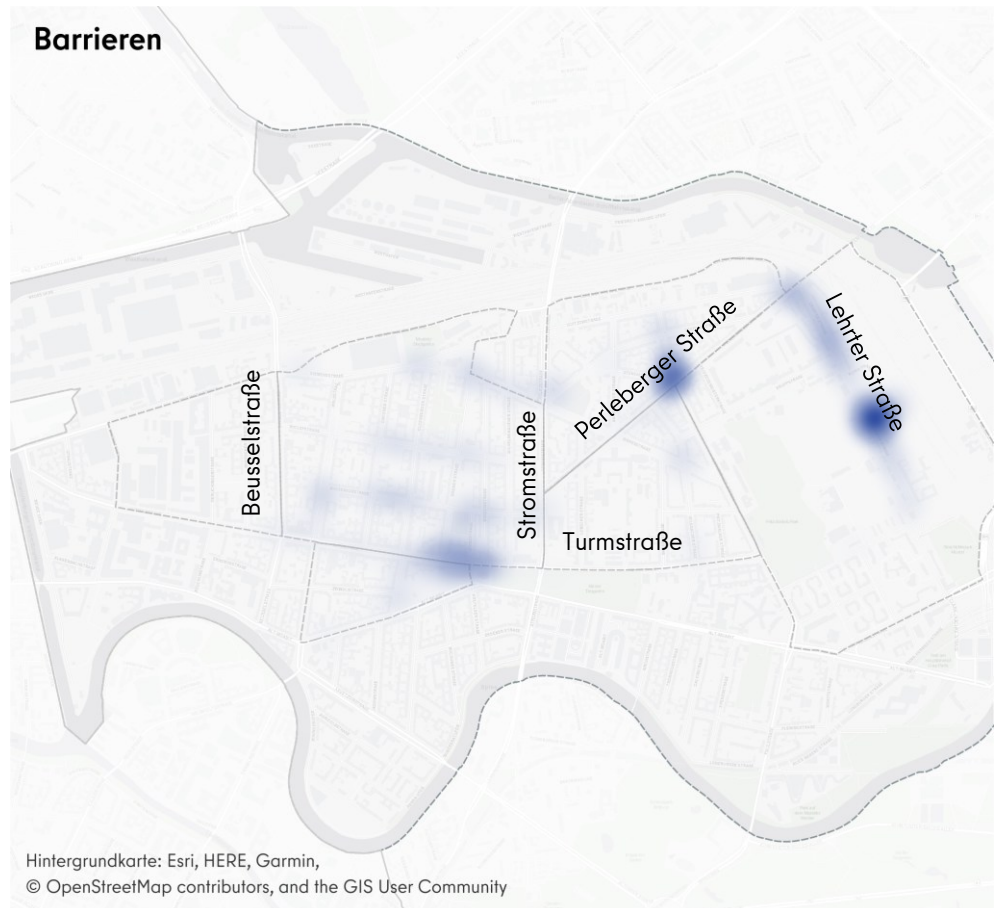 Barrieren
Lehrter Straße
Perleberger Straße
Beusselstraße
Stromstraße
Turmstraße
Hintergrundkarte: Esri, HERE, Garmin,
© OpenStreetMap contributors, and the GIS User Community